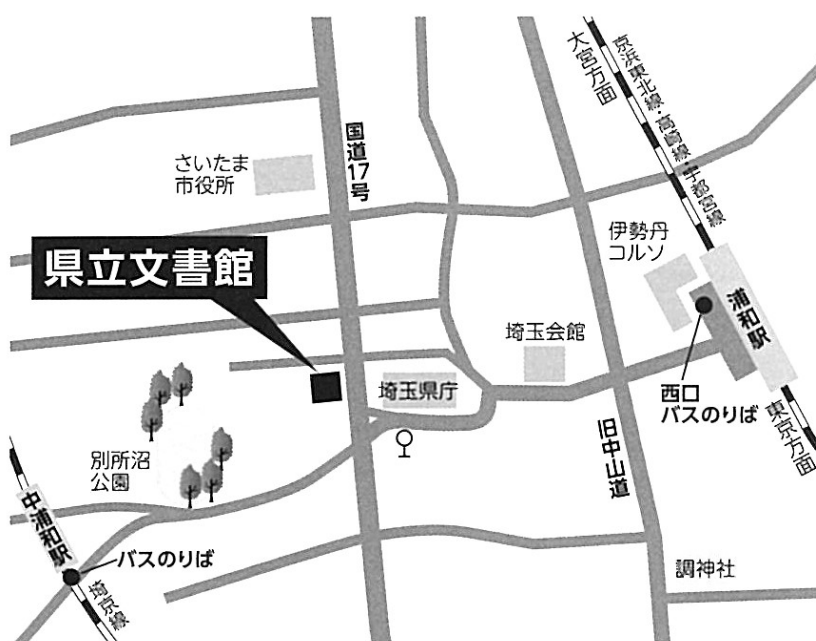 京浜東北線・高崎線・宇都宮線
大宮方面
国道17号
さいたま
市役所
県立文書館
伊勢丹
コルソ
浦和駅
埼玉会館
埼玉県庁
西口
バスのりば
東京方面
旧中山道
別所沼
公園
中浦和駅
バスのりば
埼京線
調神社